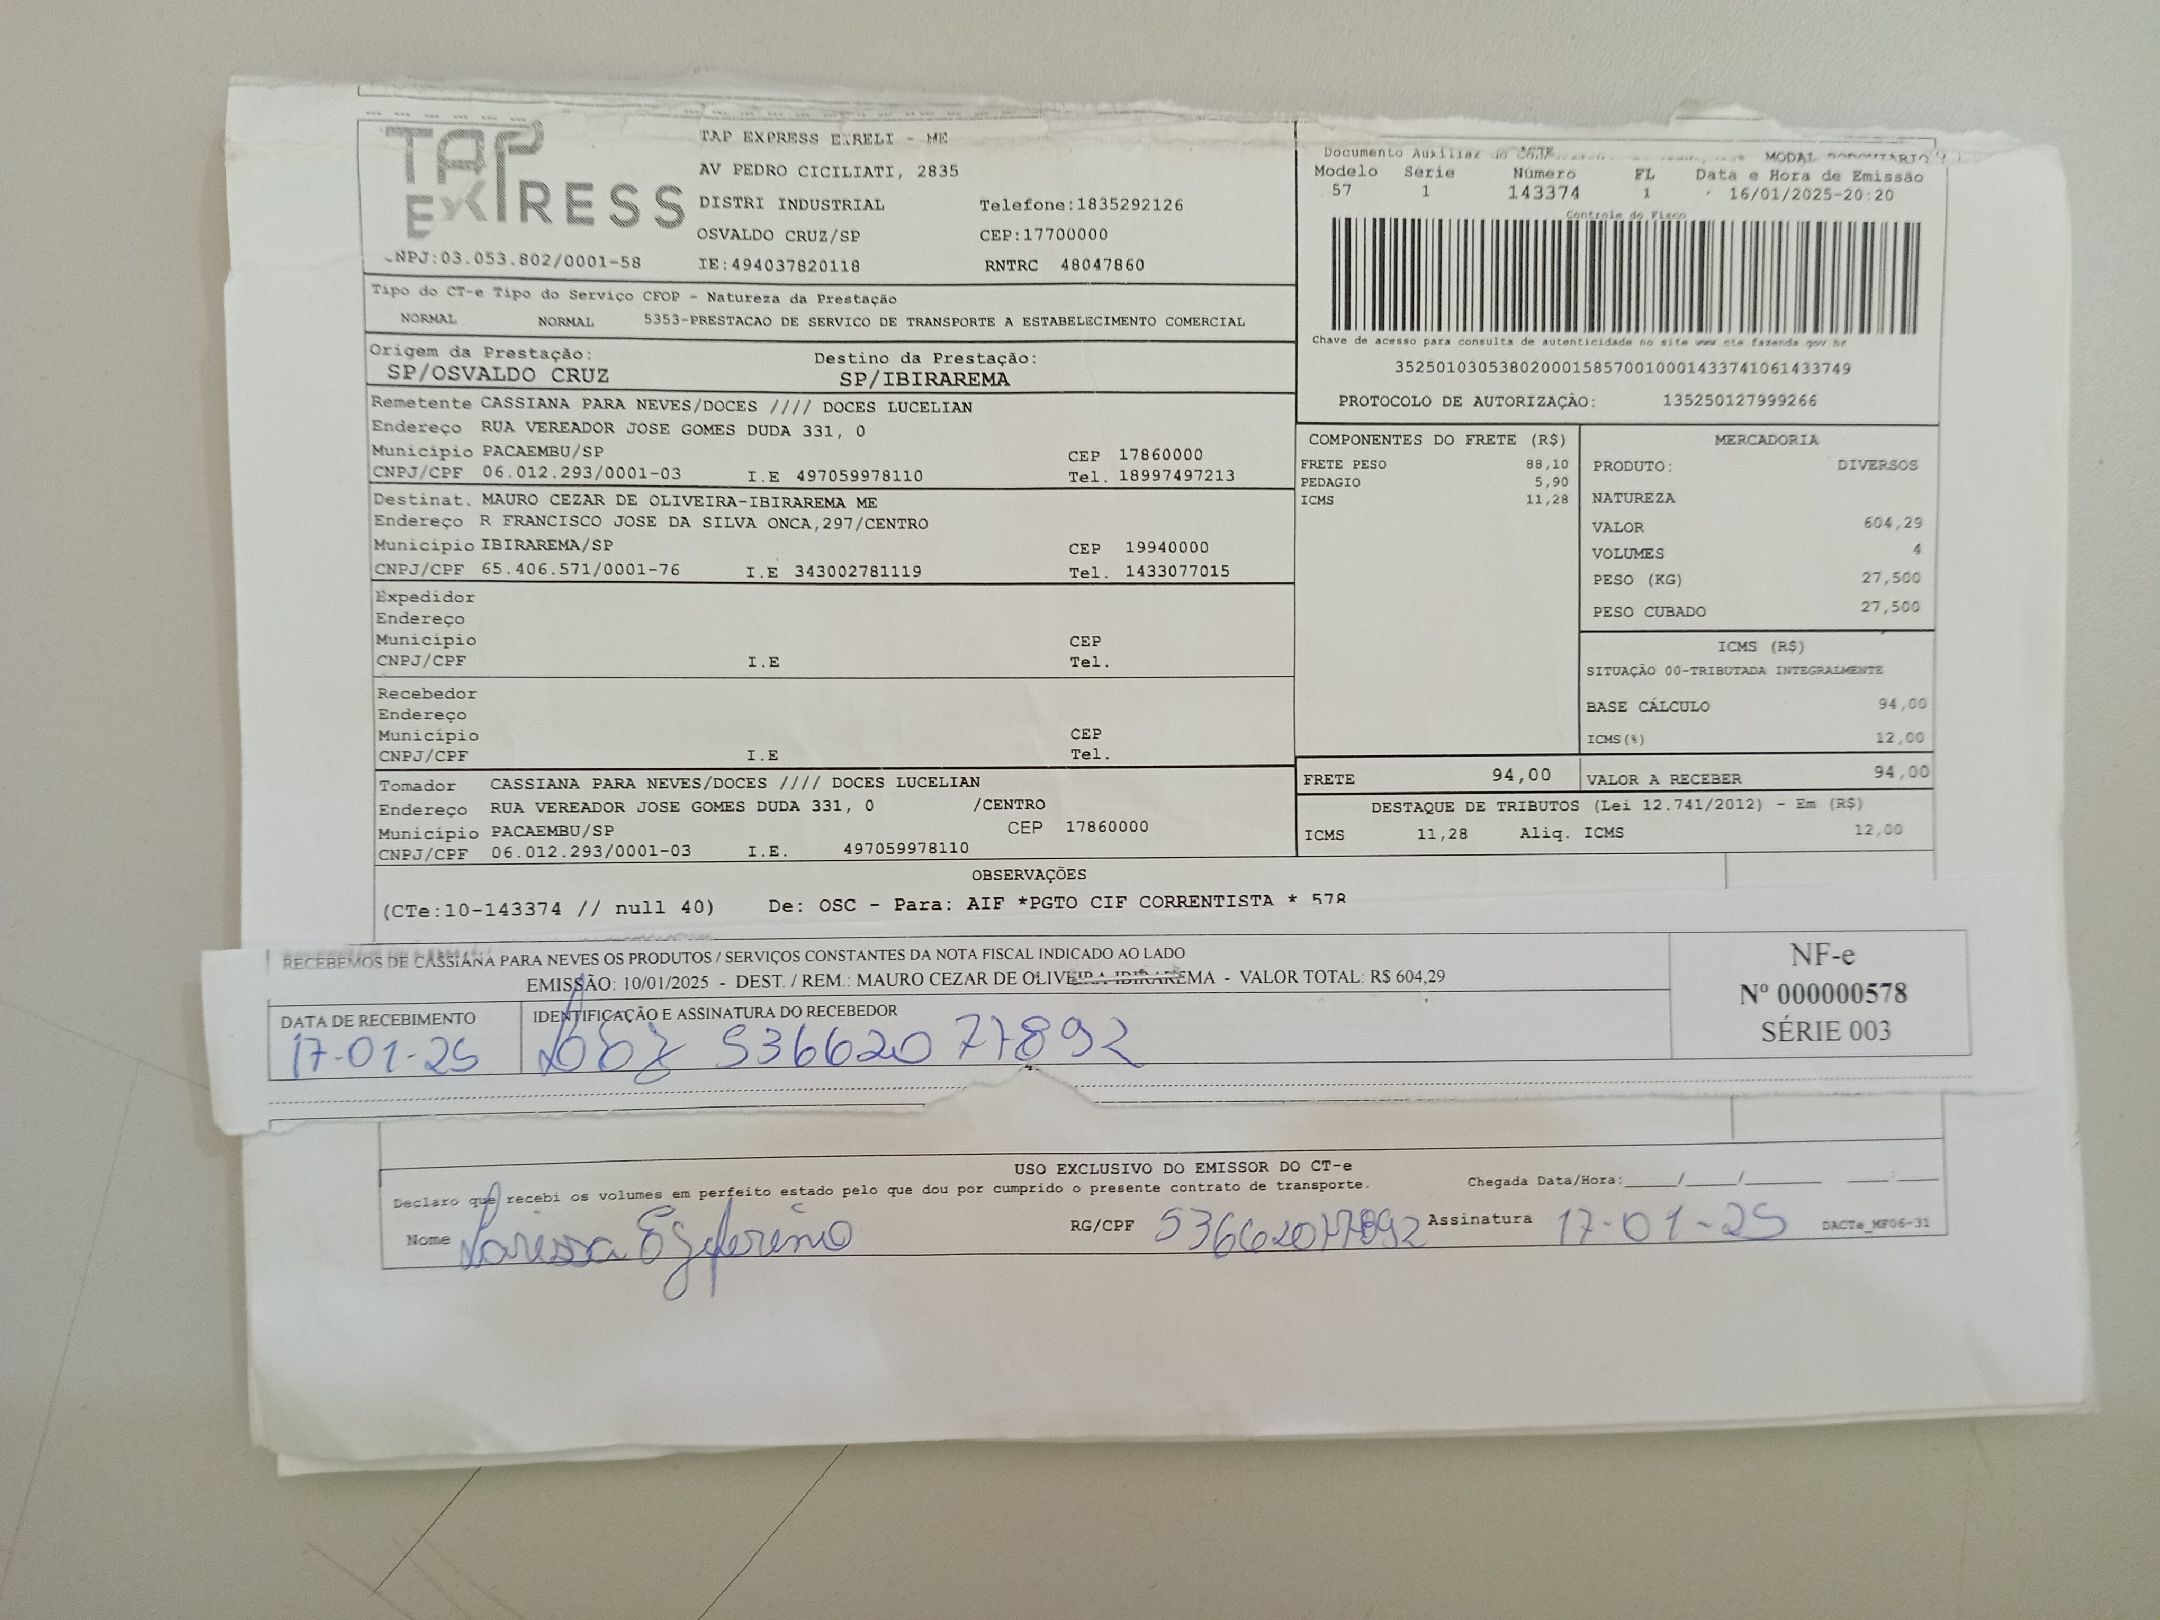 TAP EXPRESS
CNPJ:03.053.802/0001-58
TAP EXPRESS EIRELI - ME
AV PEDRO CICILIATI, 2835
DISTRI INDUSTRIAL Telefone:1835292126
OSVALDO CRUZ/SP CEP:17700000
IE:494037820118 RNTRC 48047860
Documento Auxiliar do MODAL
Modelo Série Número FL Data e Hora de Emissão
57 1 143374 1 16/01/2025-20:20
Controle do Fisco
Chave de acesso para consulta de autenticidade no site www.cte.fazenda.gov.br
35250103053802000158570010001433741061433749
PROTOCOLO DE AUTORIZAÇÃO: 135250127999266
Tipo do CT-e Tipo do Serviço CFOP - Natureza da Prestação
NORMAL NORMAL 5353-PRESTACAO DE SERVICO DE TRANSPORTE A ESTABELECIMENTO COMERCIAL
Origem da Prestação: Destino da Prestação:
SP/OSVALDO CRUZ SP/IBIRAREMA
Remetente CASSIANA PARA NEVES/DOCES //// DOCES LUCELIAN
Endereço RUA VEREADOR JOSE GOMES DUDA 331, 0
Município PACAEMBU/SP CEP 17860000
CNPJ/CPF 06.012.293/0001-03 I.E 497059978110 Tel. 18997497213
Destinat. MAURO CEZAR DE OLIVEIRA-IBIRAREMA ME
Endereço R FRANCISCO JOSE DA SILVA ONCA,297/CENTRO
Município IBIRAREMA/SP CEP 19940000
CNPJ/CPF 65.406.571/0001-76 I.E 343002781119 Tel. 1433077015
Expedidor
Endereço
Município CEP
CNPJ/CPF I.E Tel.
Recebedor
Endereço
Município CEP
CNPJ/CPF I.E Tel.
Tomador CASSIANA PARA NEVES/DOCES //// DOCES LUCELIAN
Endereço RUA VEREADOR JOSE GOMES DUDA 331, 0 /CENTRO
Município PACAEMBU/SP CEP 17860000
CNPJ/CPF 06.012.293/0001-03 I.E. 497059978110
COMPONENTES DO FRETE (R$)
FRETE PESO 88,10
PEDAGIO 5,90
ICMS 11,28
MERCADORIA
PRODUTO: DIVERSOS
NATUREZA
VALOR 604,29
VOLUMES 4
PESO (KG) 27,500
PESO CUBADO 27,500
ICMS (R$)
SITUAÇÃO 00-TRIBUTADA INTEGRALMENTE
BASE CÁLCULO 94,00
ICMS(%) 12,00
FRETE 94,00 VALOR A RECEBER 94,00
DESTAQUE DE TRIBUTOS (Lei 12.741/2012) - Em (R$)
ICMS 11,28 Aliq. ICMS 12,00
OBSERVAÇÕES
(CTe:10-143374 // null 40) De: OSC - Para: AIF *PGTO CIF CORRENTISTA * 578
RECEBEMOS DE CASSIANA PARA NEVES OS PRODUTOS / SERVIÇOS CONSTANTES DA NOTA FISCAL INDICADO AO LADO
EMISSÃO: 10/01/2025 - DEST. / REM.: MAURO CEZAR DE OLIVEIRA IBIRAREMA - VALOR TOTAL: R$ 604,29
DATA DE RECEBIMENTO IDENTIFICAÇÃO E ASSINATURA DO RECEBEDOR
17-01-25 53662077892
NF-e
Nº 000000578
SÉRIE 003
USO EXCLUSIVO DO EMISSOR DO CT-e
Declaro que recebi os volumes em perfeito estado pelo que dou por cumprido o presente contrato de transporte. Chegada Data/Hora:____/____/______ ___:___
Nome Larissa RG/CPF 53662077892 Assinatura 17-01-25 DACTe_MF06-31